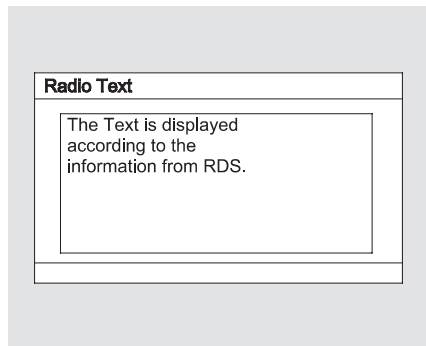 Radio Text
The Text is displayed
according to the
information from RDS.